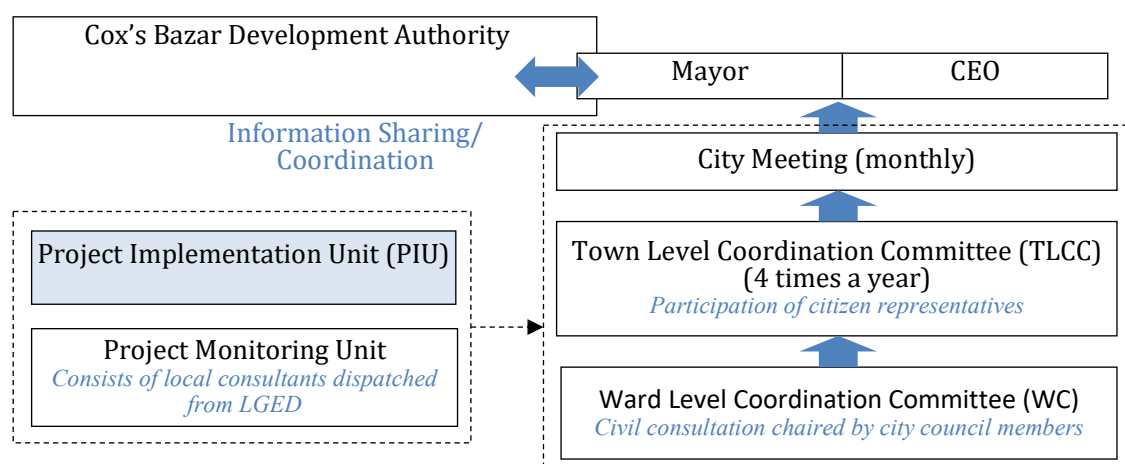 Cox’s Bazar Development Authority
Mayor
CEO
Information Sharing/
Coordination
City Meeting (monthly)
Project Implementation Unit (PIU)
Town Level Coordination Committee (TLCC)
(4 times a year)
Participation of citizen representatives
Project Monitoring Unit
Consists of local consultants dispatched
from LGED
Ward Level Coordination Committee (WC)
Civil consultation chaired by city council members